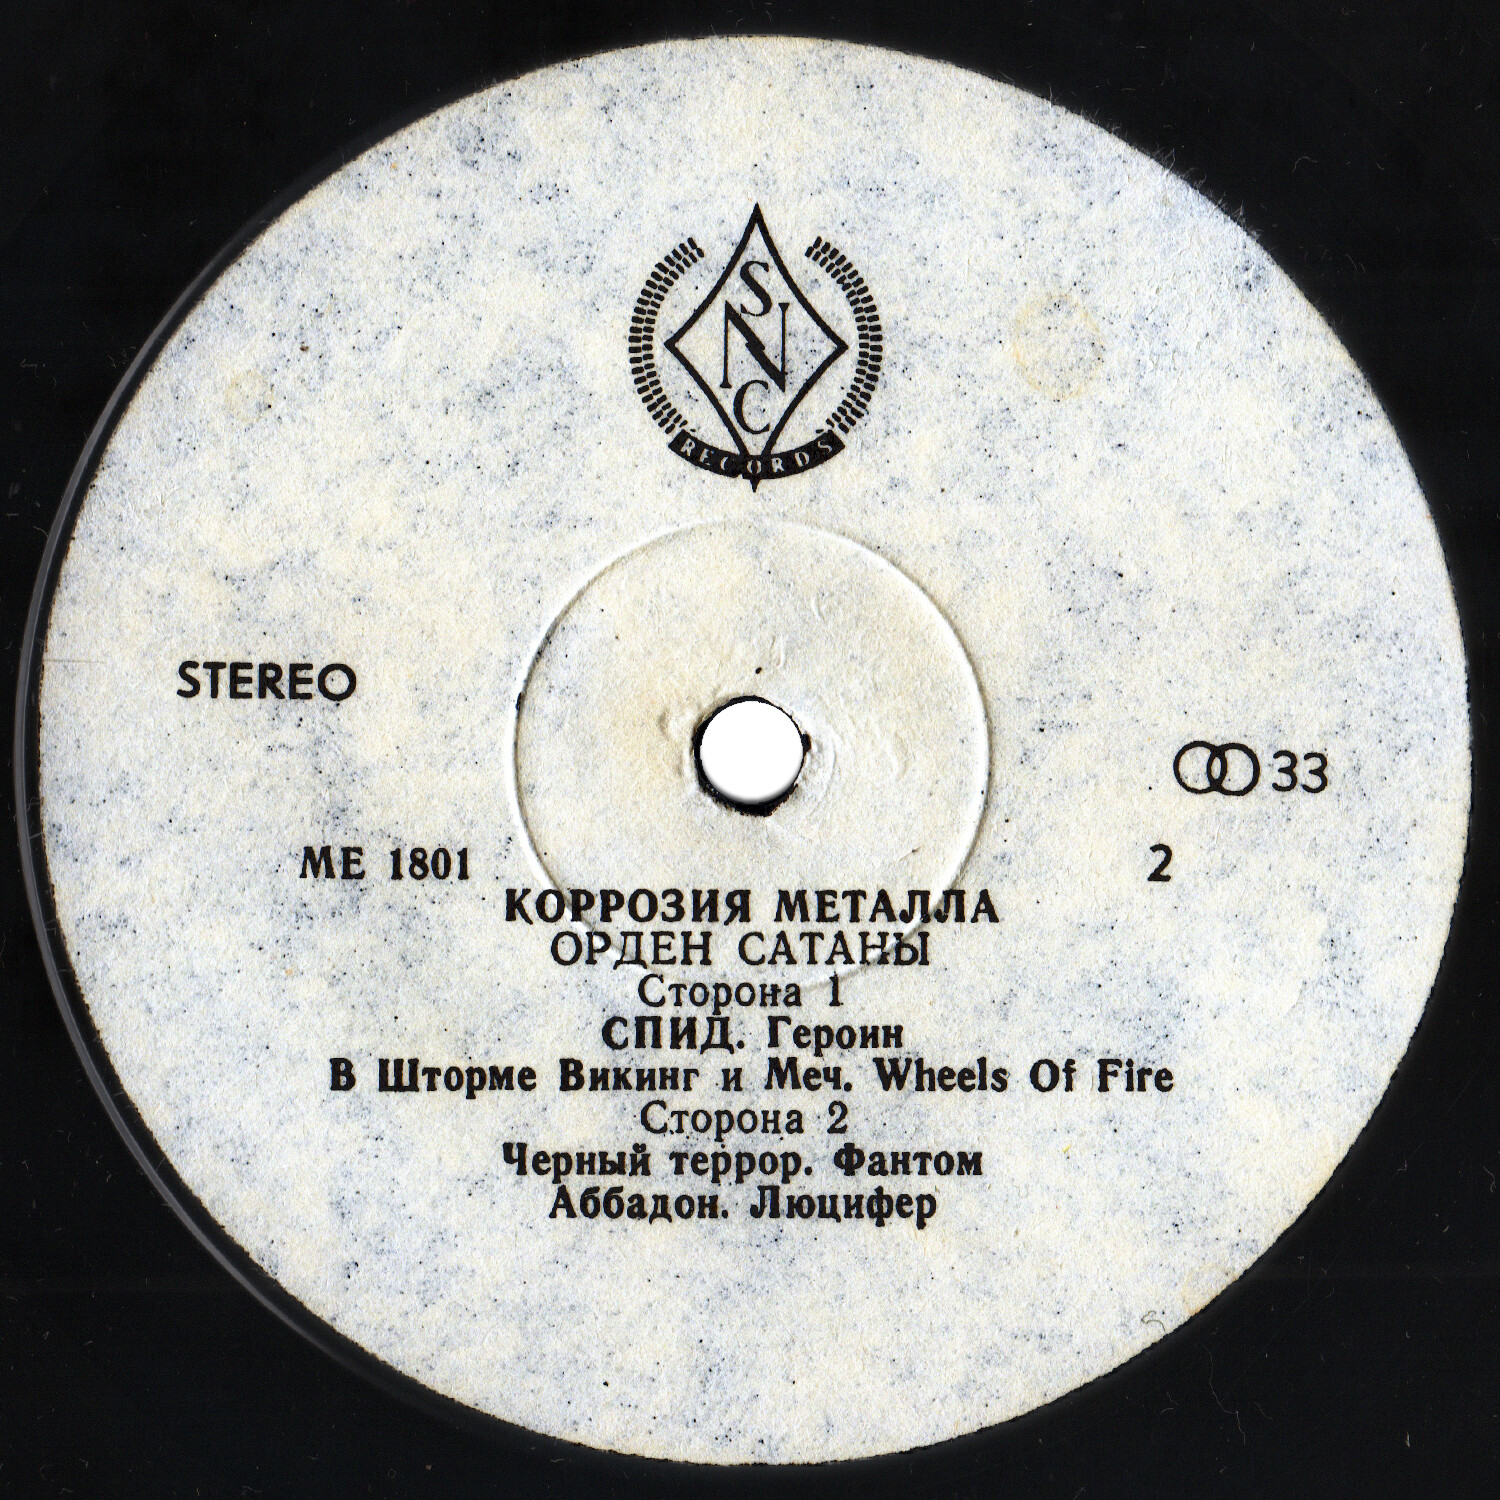 S
N
C
RECORDS
STEREO
33
МЕ 1801
2
КОРРОЗИЯ МЕТАЛЛА
ОРДЕН САТАНЫ
Сторона 1
СПИД. Героин
В Шторме Викинг и Меч. Wheels Of Fire
Сторона 2
Черный террор. Фантом
Аббадон. Люцифер